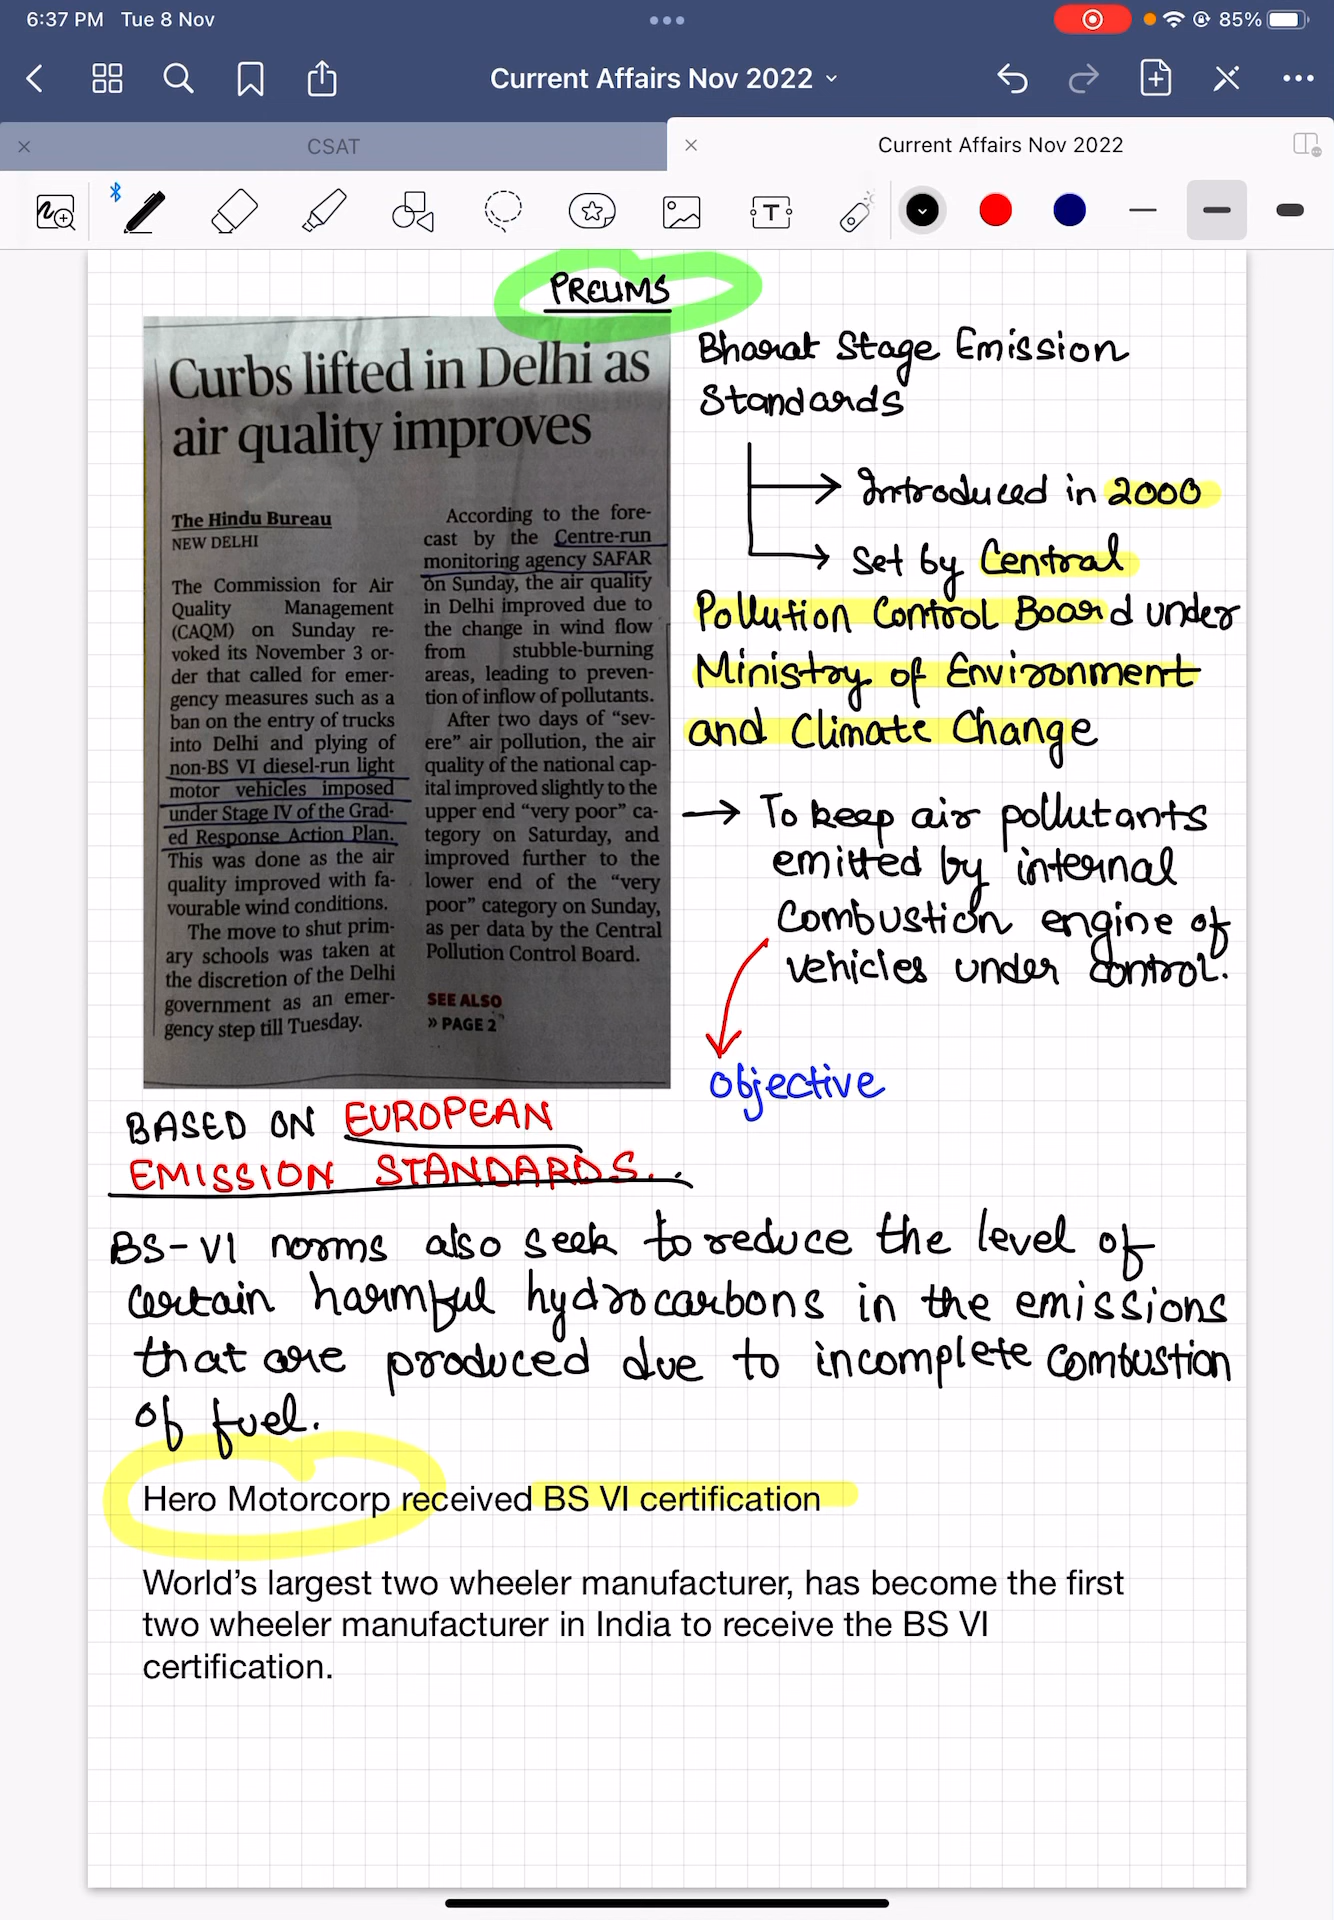 6:37 PM Tue 8 Nov
85%
Current Affairs Nov 2022
CSAT
Current Affairs Nov 2022
T
PRELIMS
Curbs lifted in Delhi as
air quality improves
The Hindu Bureau
NEW DELHI
The Commission for Air
Quality Management
(CAQM) on Sunday re-
voked its November 3 or-
der that called for emer-
gency measures such as a
ban on the entry of trucks
into Delhi and plying of
non-BS VI diesel-run light
motor vehicles imposed
under Stage IV of the Grad-
ed Response Action Plan.
This was done as the air
quality improved with fa-
vourable wind conditions.
The move to shut prim-
ary schools was taken at
the discretion of the Delhi
government as an emer-
gency step till Tuesday.
According to the fore-
cast by the Centre-run
monitoring agency SAFAR
on Sunday, the air quality
in Delhi improved due to
the change in wind flow
from stubble-burning
areas, leading to preven-
tion of inflow of pollutants.
After two days of “sev-
ere” air pollution, the air
quality of the national cap-
ital improved slightly to the
upper end “very poor” ca-
tegory on Saturday, and
improved further to the
lower end of the “very
poor” category on Sunday,
as per data by the Central
Pollution Control Board.
SEE ALSO
» PAGE 2
Bharat Stage Emission
Standards
→ Introduced in 2000
→ Set by Central
Pollution Control Board under
Ministry of Environment
and Climate Change
→ To keep air pollutants
emitted by internal
Combustion engine of
vehicles under control.
Objective
BASED ON EUROPEAN
EMISSION STANDARDS..
BS-VI norms also seek to reduce the level of
certain harmful hydrocarbons in the emissions
that are produced due to incomplete combustion
of fuel.
Hero Motorcorp received BS VI certification
World’s largest two wheeler manufacturer, has become the first
two wheeler manufacturer in India to receive the BS VI
certification.